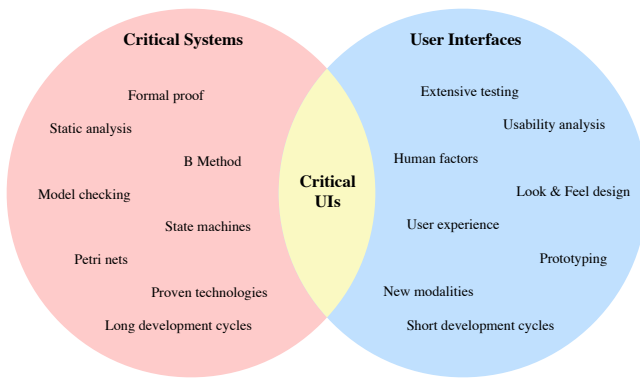 Critical Systems
Formal proof
Static analysis
B Method
Model checking
State machines
Petri nets
Proven technologies
Long development cycles
Critical
UIs
User Interfaces
Extensive testing
Usability analysis
Human factors
Look & Feel design
User experience
Prototyping
New modalities
Short development cycles